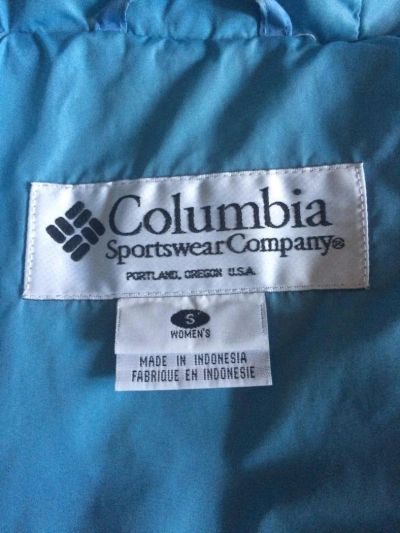 Columbia
Sportswear Company®
PORTLAND, OREGON U.S.A.
S
WOMEN'S
MADE IN INDONESIA
FABRIQUE EN INDONESIE